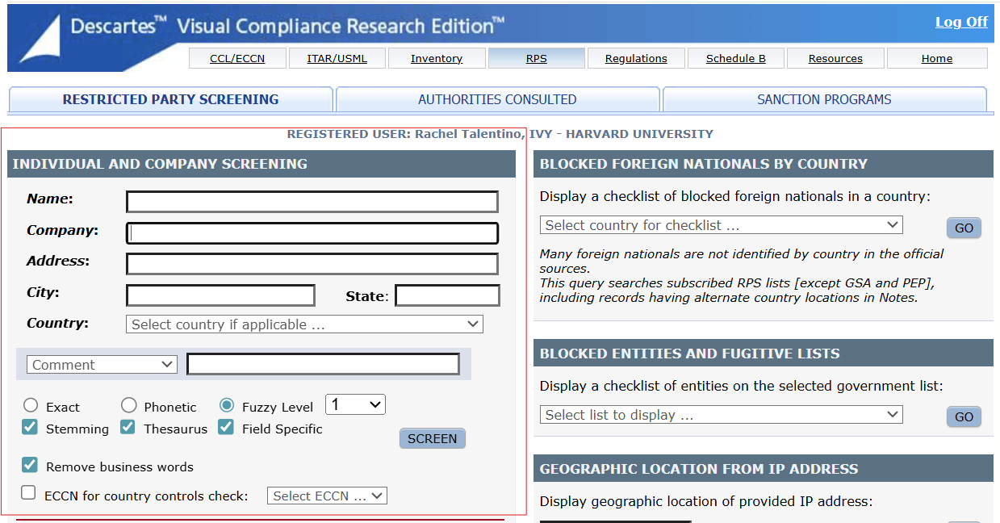 Descartes™ Visual Compliance Research Edition™
Log Off
CCL/ECCN
ITAR/USML
Inventory
RPS
Regulations
Schedule B
Resources
Home
RESTRICTED PARTY SCREENING
AUTHORITIES CONSULTED
SANCTION PROGRAMS
REGISTERED USER: Rachel Talentino, IVY - HARVARD UNIVERSITY
INDIVIDUAL AND COMPANY SCREENING
Name:
Company:
Address:
City:
State:
Country:
Select country if applicable ...
Comment
Exact
Phonetic
Fuzzy Level
1
Stemming
Thesaurus
Field Specific
SCREEN
Remove business words
ECCN for country controls check:
Select ECCN ...
BLOCKED FOREIGN NATIONALS BY COUNTRY
Display a checklist of blocked foreign nationals in a country:
Select country for checklist ...
GO
Many foreign nationals are not identified by country in the official
sources.
This query searches subscribed RPS lists [except GSA and PEP],
including records having alternate country locations in Notes.
BLOCKED ENTITIES AND FUGITIVE LISTS
Display a checklist of entities on the selected government list:
Select list to display ...
GO
GEOGRAPHIC LOCATION FROM IP ADDRESS
Display geographic location of provided IP address: